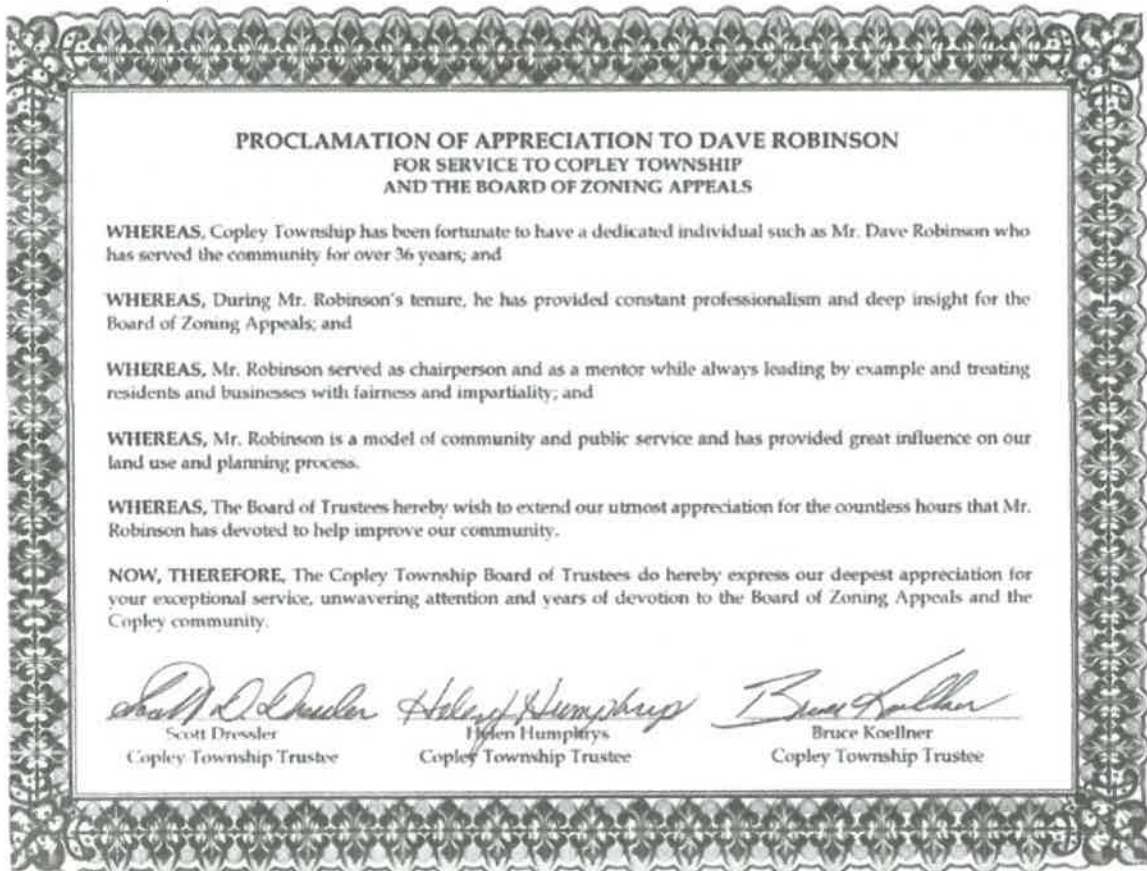 PROCLAMATION OF APPRECIATION TO DAVE ROBINSON
FOR SERVICE TO COPLEY TOWNSHIP
AND THE BOARD OF ZONING APPEALS
WHEREAS, Copley Township has been fortunate to have a dedicated individual such as Mr. Dave Robinson who
has served the community for over 36 years; and
WHEREAS, During Mr. Robinson's tenure, he has provided constant professionalism and deep insight for the
Board of Zoning Appeals; and
WHEREAS, Mr. Robinson served as chairperson and as a mentor while always leading by example and treating
residents and businesses with fairness and impartiality; and
WHEREAS, Mr. Robinson is a model of community and public service and has provided great influence on our
land use and planning process.
WHEREAS, The Board of Trustees hereby wish to extend our utmost appreciation for the countless hours that Mr.
Robinson has devoted to help improve our community.
NOW, THEREFORE, The Copley Township Board of Trustees do hereby express our deepest appreciation for
your exceptional service, unwavering attention and years of devotion to the Board of Zoning Appeals and the
Copley community.
Scott D. Dressler Helen J Humphrys Bruce Koellner
Scott Dressler Helen Humphrys Bruce Koellner
Copley Township Trustee Copley Township Trustee Copley Township Trustee